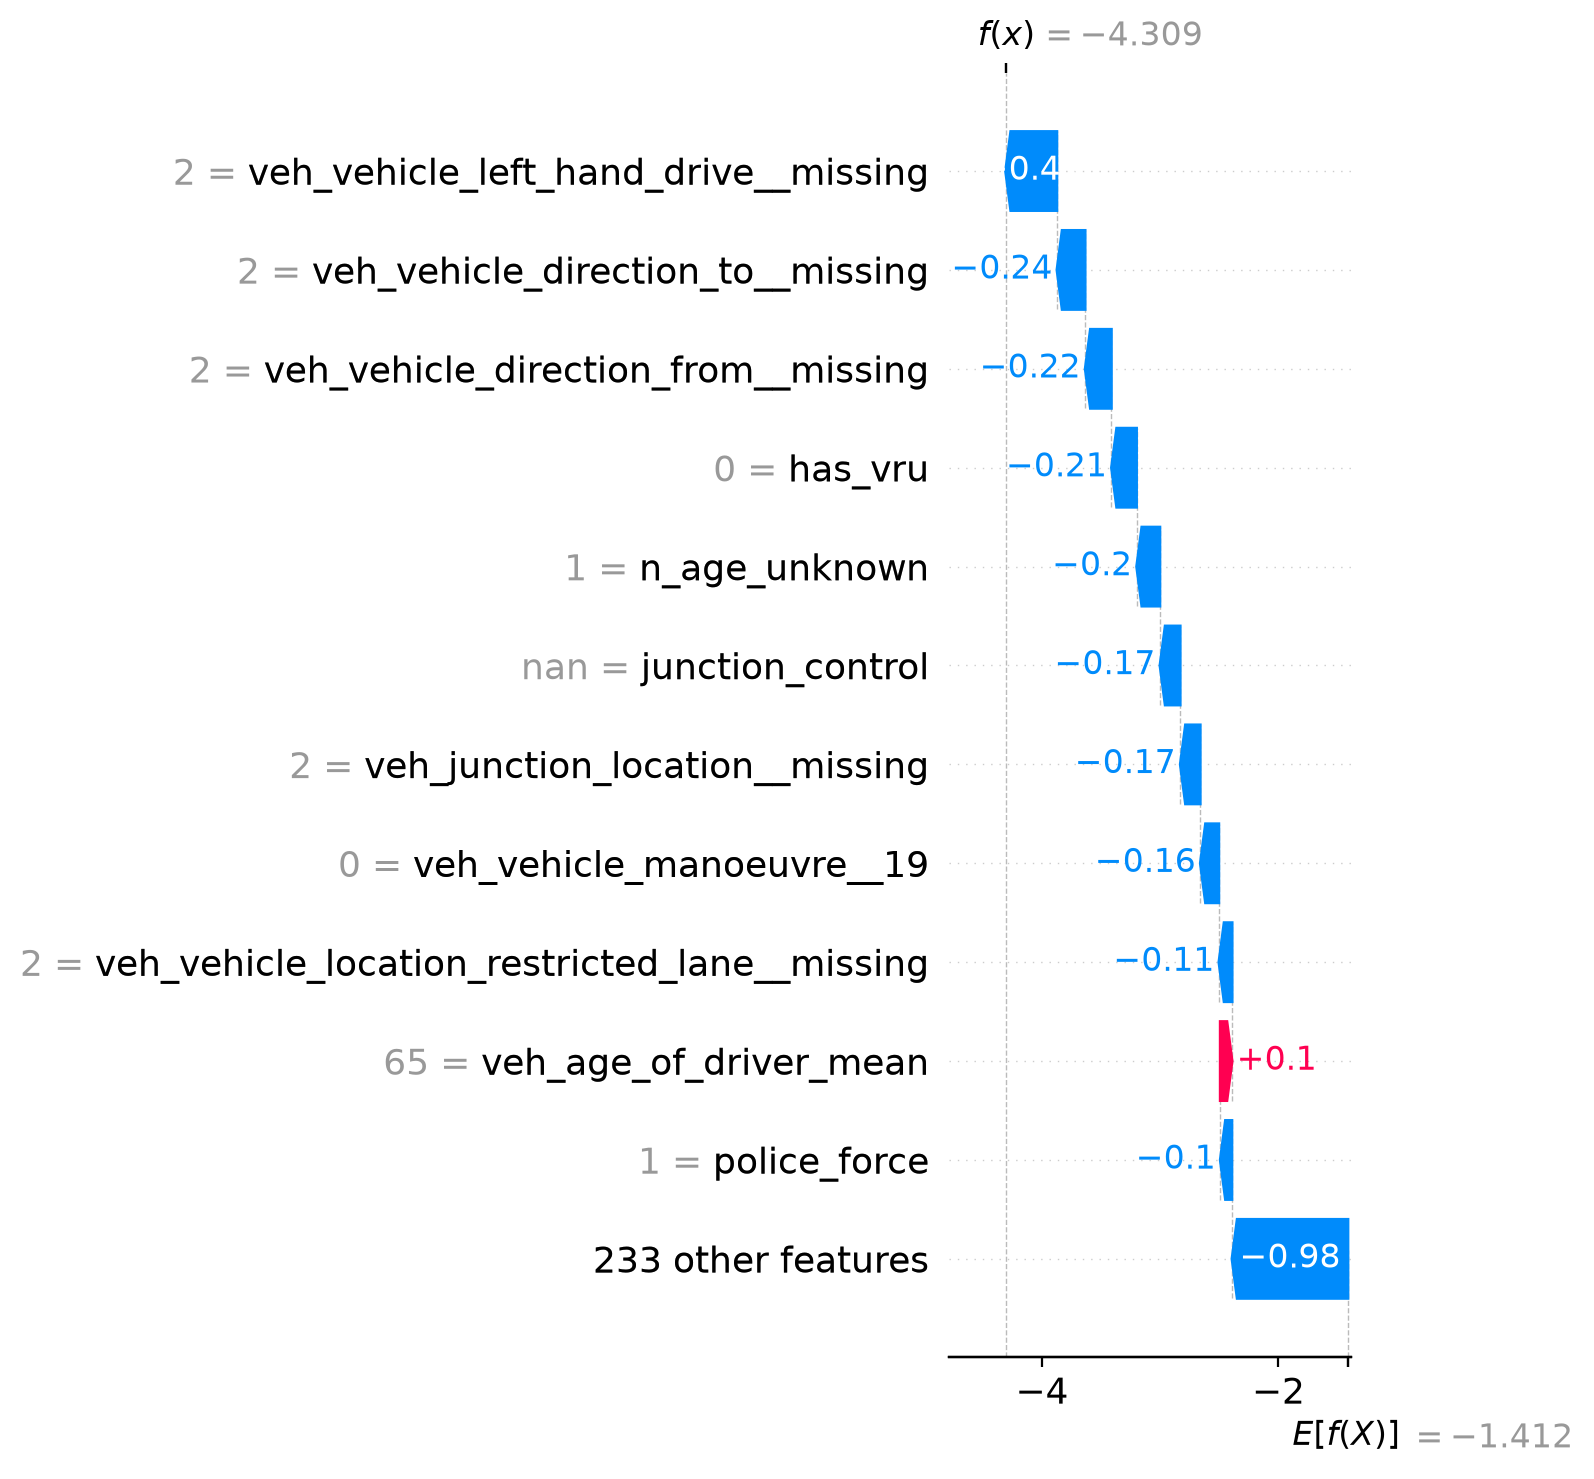 f(x) = −4.309
2 = veh_vehicle_left_hand_drive__missing 0.4
2 = veh_vehicle_direction_to__missing −0.24
2 = veh_vehicle_direction_from__missing −0.22
0 = has_vru −0.21
1 = n_age_unknown −0.2
nan = junction_control −0.17
2 = veh_junction_location__missing −0.17
0 = veh_vehicle_manoeuvre__19 −0.16
2 = veh_vehicle_location_restricted_lane__missing −0.11
65 = veh_age_of_driver_mean +0.1
1 = police_force −0.1
233 other features −0.98
−4 −2
E[f(X)] = −1.412